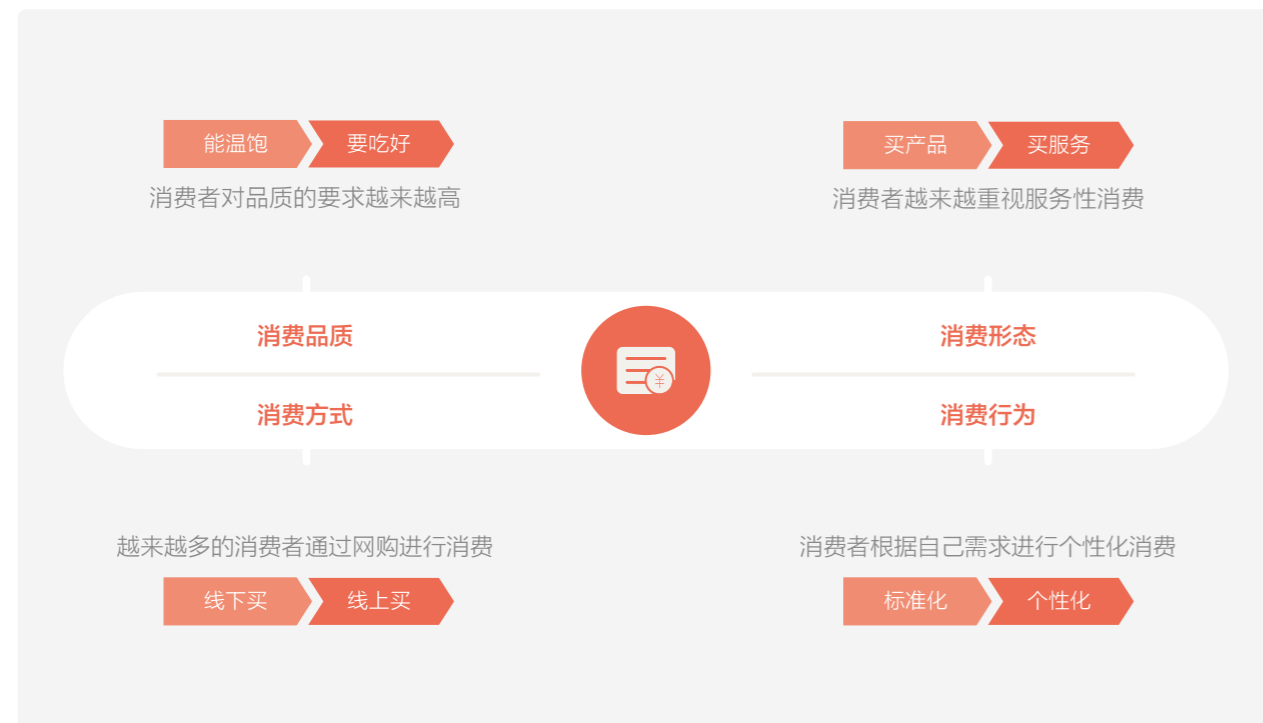 能温饱 要吃好
消费者对品质的要求越来越高
买产品 买服务
消费者越来越重视服务性消费
消费品质
消费方式
¥
消费形态
消费行为
越来越多的消费者通过网购进行消费
线下买 线上买
消费者根据自己需求进行个性化消费
标准化 个性化